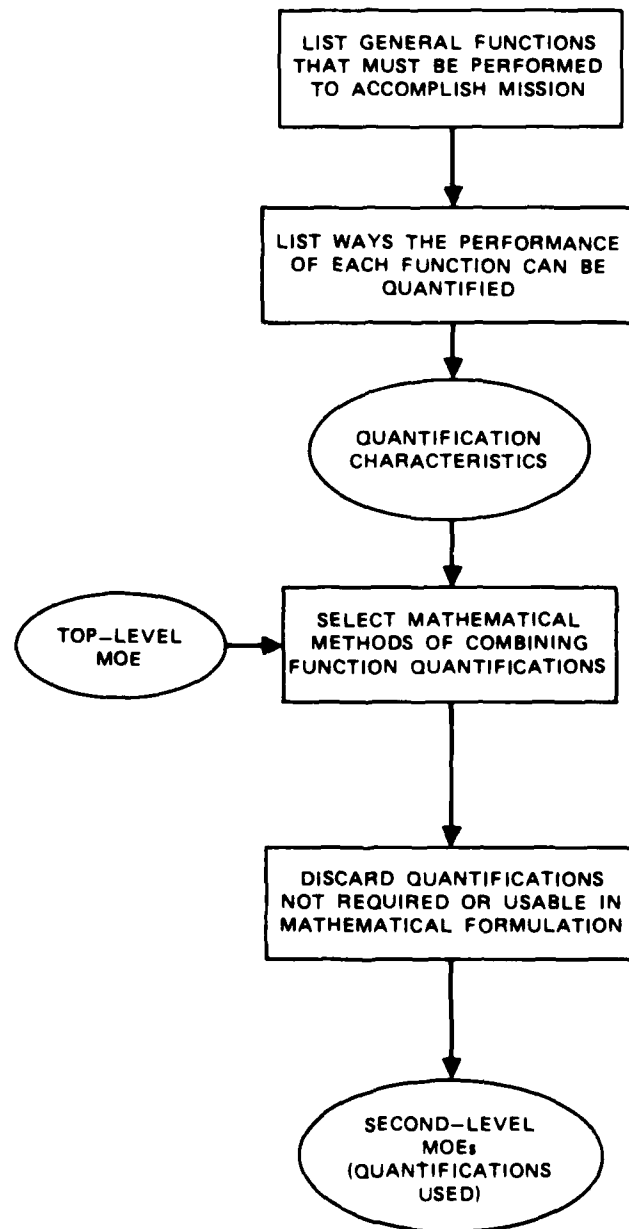 LIST GENERAL FUNCTIONS
THAT MUST BE PERFORMED
TO ACCOMPLISH MISSION
LIST WAYS THE PERFORMANCE
OF EACH FUNCTION CAN BE
QUANTIFIED
QUANTIFICATION
CHARACTERISTICS
TOP–LEVEL
MOE
SELECT MATHEMATICAL
METHODS OF COMBINING
FUNCTION QUANTIFICATIONS
DISCARD QUANTIFICATIONS
NOT REQUIRED OR USABLE IN
MATHEMATICAL FORMULATION
SECOND–LEVEL
MOEs
(QUANTIFICATIONS
USED)